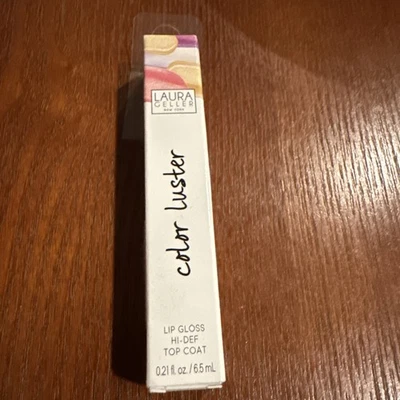 LAURA
GELLER
NEW YORK
color luster
LIP GLOSS
HI-DEF
TOP COAT
0.21 fl. oz. / 6.5 mL